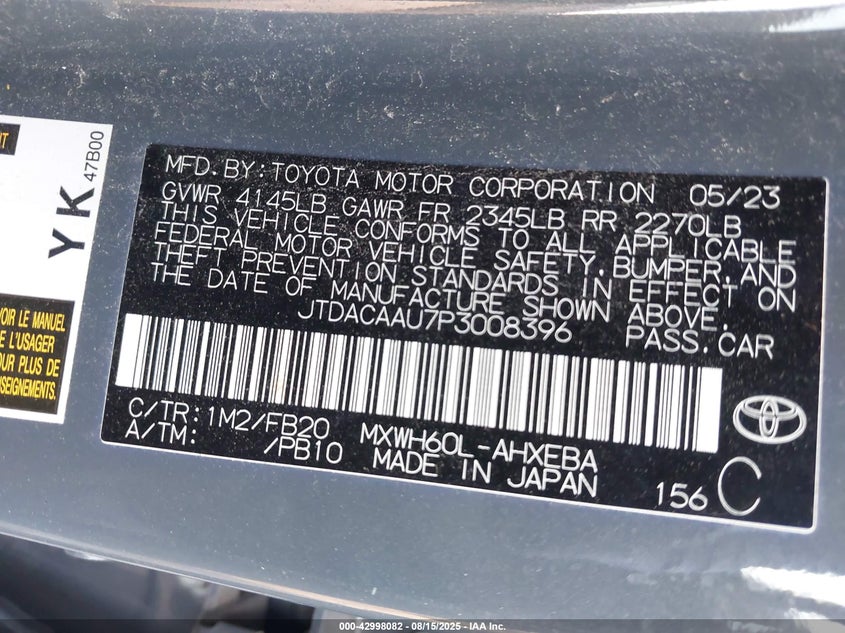 NT
YK
47B00
VOIR LE MANUEL
L'USAGER
PLUS DE
MFD.BY:TOYOTA MOTOR CORPORATION 05/23
GVWR 4145LB GAWR FR 2345LB RR 2270LB
THIS VEHICLE CONFORMS TO ALL APPLICABLE
FEDERAL MOTOR VEHICLE SAFETY,BUMPER,AND
THEFT PREVENTION STANDARDS IN EFFECT ON
THE DATE OF MANUFACTURE SHOWN ABOVE.
JTDACAAU7P3008396 PASS.CAR
C/TR:1M2/FB20 MXWH60L-AHXEBA
A/TM: /PB10 MADE IN JAPAN
156 C
000-42998082 - 08/15/2025 - IAA Inc.